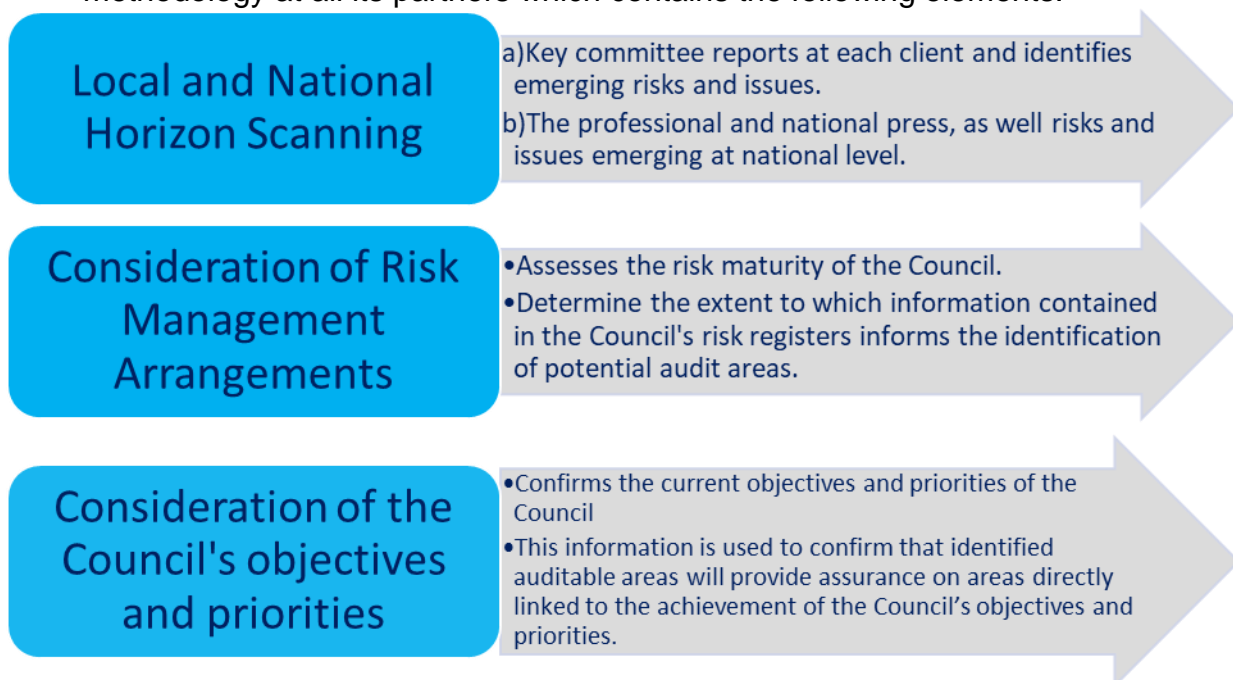 methodology at all its partners which contains the following elements:
Local and National
Horizon Scanning
a)Key committee reports at each client and identifies
emerging risks and issues.
b)The professional and national press, as well risks and
issues emerging at national level.
Consideration of Risk
Management
Arrangements
•Assesses the risk maturity of the Council.
•Determine the extent to which information contained
in the Council's risk registers informs the identification
of potential audit areas.
Consideration of the
Council's objectives
and priorities
•Confirms the current objectives and priorities of the
Council
•This information is used to confirm that identified
auditable areas will provide assurance on areas directly
linked to the achievement of the Council’s objectives and
priorities.